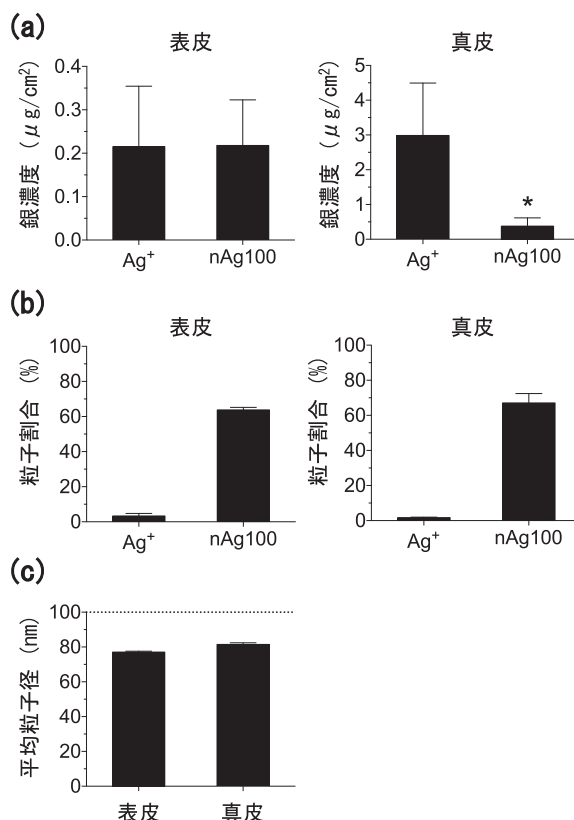 (a)
表皮
銀濃度 (μg/cm²)
0.4
0.3
0.2
0.1
0.0
Ag⁺
nAg100
真皮
銀濃度 (μg/cm²)
5
4
3
2
1
0
*
Ag⁺
nAg100
(b)
表皮
粒子割合 (%)
100
80
60
40
20
0
Ag⁺
nAg100
真皮
粒子割合 (%)
100
80
60
40
20
0
Ag⁺
nAg100
(c)
平均粒子径 (nm)
100
80
60
40
20
0
表皮
真皮